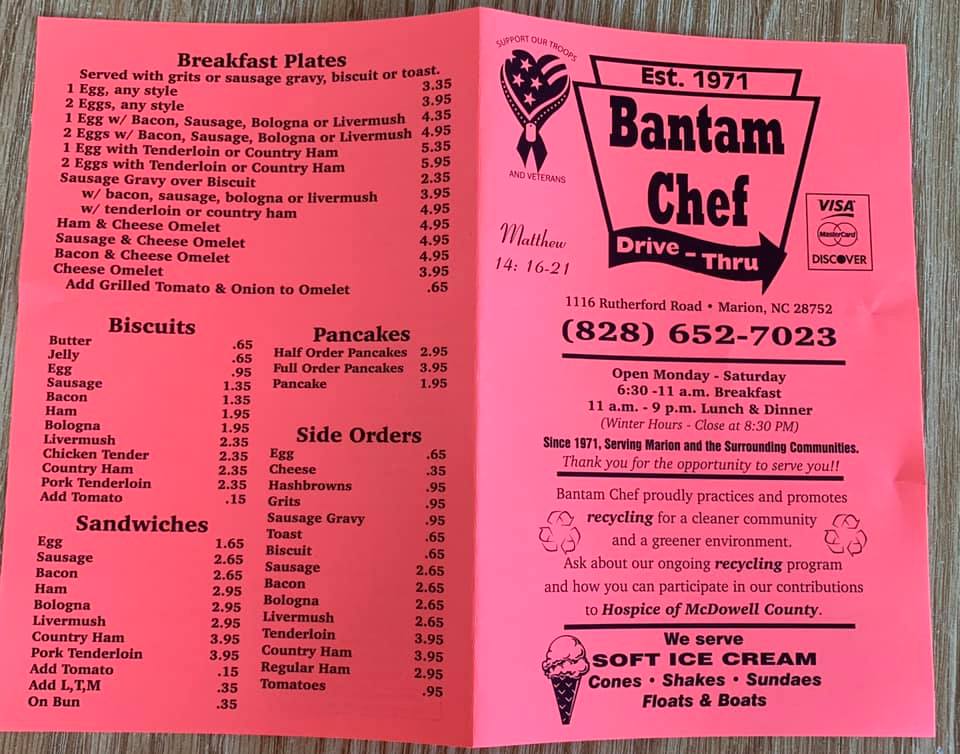 Breakfast Plates
Served with grits or sausage gravy, biscuit or toast.
1 Egg, any style 3.35
2 Eggs, any style 3.95
1 Egg w/ Bacon, Sausage, Bologna or Livermush 4.35
2 Eggs w/ Bacon, Sausage, Bologna or Livermush 4.95
1 Egg with Tenderloin or Country Ham 5.35
2 Eggs with Tenderloin or Country Ham 5.95
Sausage Gravy over Biscuit 2.35
w/ bacon, sausage, bologna or livermush 3.95
w/ tenderloin or country ham 4.95
Ham & Cheese Omelet 4.95
Sausage & Cheese Omelet 4.95
Bacon & Cheese Omelet 4.95
Cheese Omelet 3.95
Add Grilled Tomato & Onion to Omelet .65
Biscuits
Butter .65
Jelly .65
Egg .95
Sausage 1.35
Bacon 1.35
Ham 1.95
Bologna 1.95
Livermush 2.35
Chicken Tender 2.35
Country Ham 2.35
Pork Tenderloin 2.35
Add Tomato .15
Sandwiches
Egg 1.65
Sausage 2.65
Bacon 2.65
Ham 2.95
Bologna 2.95
Livermush 2.95
Country Ham 3.95
Pork Tenderloin 3.95
Add Tomato .15
Add L,T,M .35
On Bun .35
Pancakes
Half Order Pancakes 2.95
Full Order Pancakes 3.95
Pancake 1.95
Side Orders
Egg .65
Cheese .35
Hashbrowns .95
Grits .95
Sausage Gravy .95
Toast .65
Biscuit .65
Sausage 2.65
Bacon 2.65
Bologna 2.65
Livermush 2.65
Tenderloin 3.95
Country Ham 3.95
Regular Ham 2.95
Tomatoes .95
SUPPORT OUR TROOPS
AND VETERANS
Matthew
14: 16-21
Est. 1971
Bantam
Chef
Drive - Thru
VISA
MasterCard
DISCOVER
1116 Rutherford Road • Marion, NC 28752
(828) 652-7023
Open Monday - Saturday
6:30 -11 a.m. Breakfast
11 a.m. - 9 p.m. Lunch & Dinner
(Winter Hours - Close at 8:30 PM)
Since 1971, Serving Marion and the Surrounding Communities.
Thank you for the opportunity to serve you!!
Bantam Chef proudly practices and promotes
recycling for a cleaner community
and a greener environment.
Ask about our ongoing recycling program
and how you can participate in our contributions
to Hospice of McDowell County.
We serve
SOFT ICE CREAM
Cones • Shakes • Sundaes
Floats & Boats